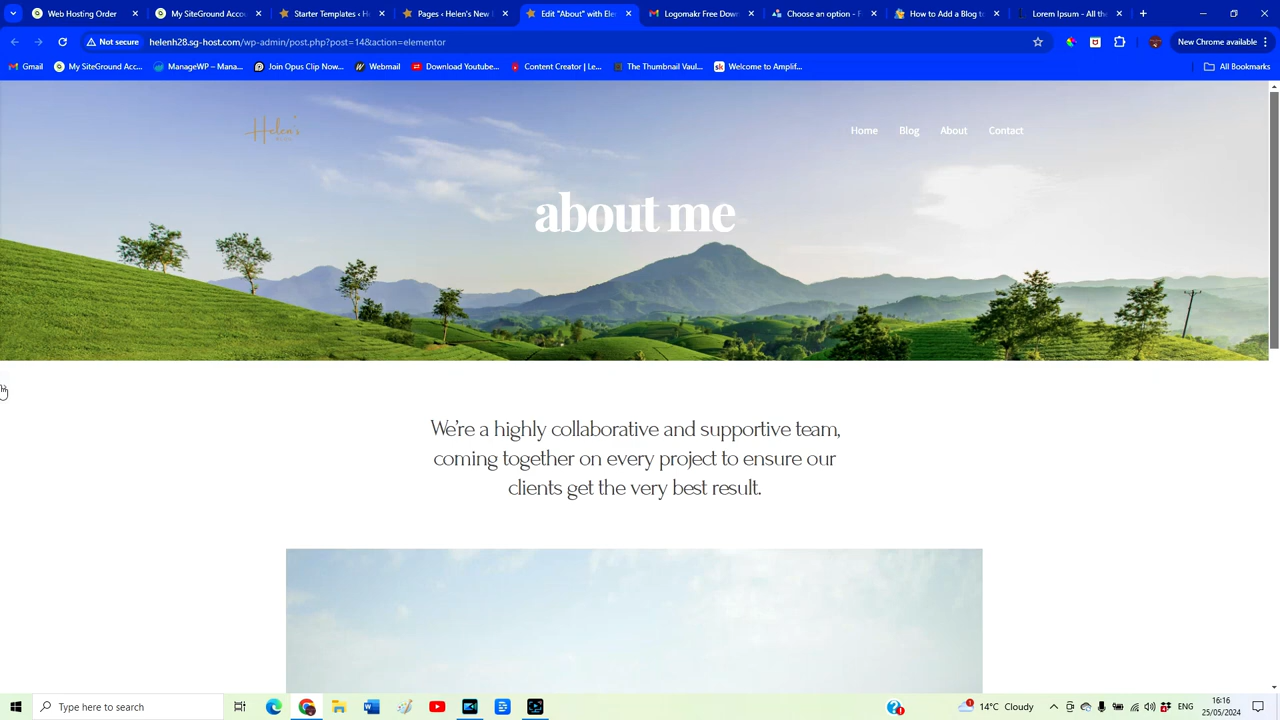 Web Hosting Order
My SiteGround Accou
Starter Templates ‹ H
Pages ‹ Helen's New
Edit "About" with Ele
Logomakr Free Down
Choose an option - F
How to Add a Blog to
Lorem Ipsum - All the
Not secure
helenh28.sg-host.com/wp-admin/post.php?post=14&action=elementor
New Chrome available
Gmail
My SiteGround Acc...
ManageWP – Mana...
Join Opus Clip Now...
Webmail
Download Youtube...
Content Creator | Le...
The Thumbnail Vaul...
Welcome to Amplif...
All Bookmarks
Helen's
Home
Blog
About
Contact
about me
We're a highly collaborative and supportive team,
coming together on every project to ensure our
clients get the very best result.
Type here to search
14°C Cloudy
ENG
16:16
25/05/2024